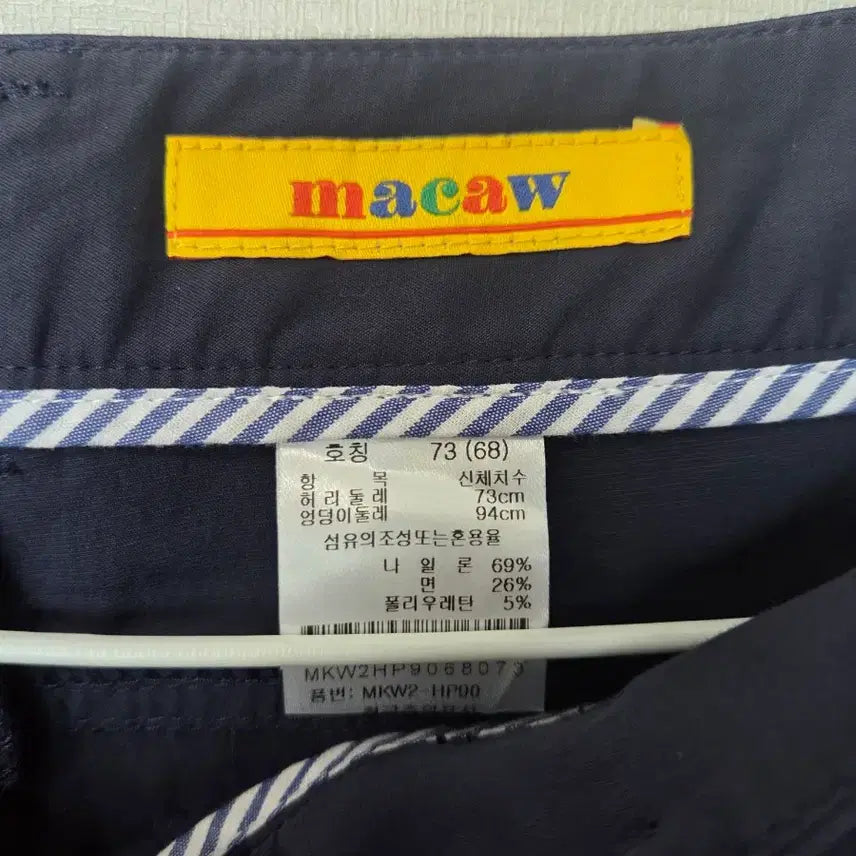 macaw
호칭 73 (68)
항 목 신체치수
허 리 둘 레 73cm
엉덩이둘레 94cm
섬유의조성또는혼용율
나 일 론 69%
면 26%
폴리우레탄 5%
MKW2HP9068073
품번: MKW2-HP90